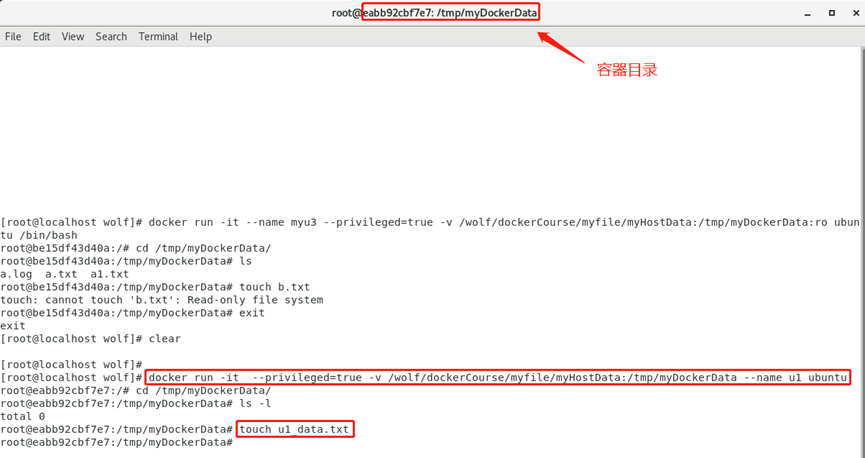 root@eabb92cbf7e7: /tmp/myDockerData
File Edit View Search Terminal Help
容器目录
[root@localhost wolf]# docker run -it --name myu3 --privileged=true -v /wolf/dockerCourse/myfile/myHostData:/tmp/myDockerData:ro ubun
tu /bin/bash
root@be15df43d40a:/# cd /tmp/myDockerData/
root@be15df43d40a:/tmp/myDockerData# ls
a.log  a.txt  a1.txt
root@be15df43d40a:/tmp/myDockerData# touch b.txt
touch: cannot touch 'b.txt': Read-only file system
root@be15df43d40a:/tmp/myDockerData# exit
exit
[root@localhost wolf]# clear
[root@localhost wolf]#
[root@localhost wolf]# docker run -it  --privileged=true -v /wolf/dockerCourse/myfile/myHostData:/tmp/myDockerData --name u1 ubuntu
root@eabb92cbf7e7:/# cd /tmp/myDockerData/
root@eabb92cbf7e7:/tmp/myDockerData# ls -l
total 0
root@eabb92cbf7e7:/tmp/myDockerData# touch u1_data.txt
root@eabb92cbf7e7:/tmp/myDockerData#